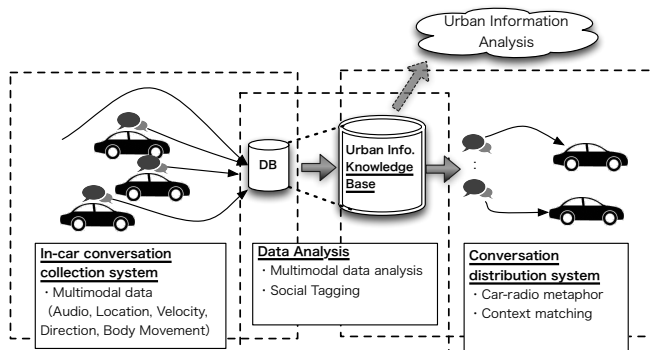 Urban Information
Analysis
DB
Urban Info.
Knowledge
Base
In-car conversation
collection system
・Multimodal data
（Audio, Location, Velocity,
Direction, Body Movement）
Data Analysis
・Multimodal data analysis
・Social Tagging
Conversation
distribution system
・Car-radio metaphor
・Context matching